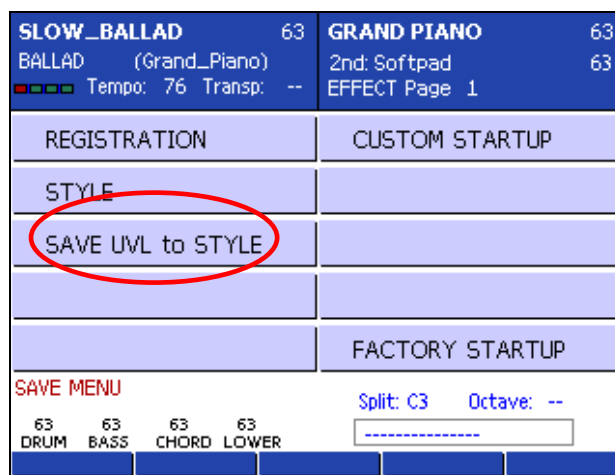 SLOW_BALLAD 63
BALLAD (Grand_Piano)
Tempo: 76 Transp: --
GRAND PIANO 63
2nd: Softpad 63
EFFECT Page 1
REGISTRATION
CUSTOM STARTUP
STYLE
SAVE UVL to STYLE
FACTORY STARTUP
SAVE MENU
Split: C3 Octave: --
63 63 63 63
DRUM BASS CHORD LOWER
---------------